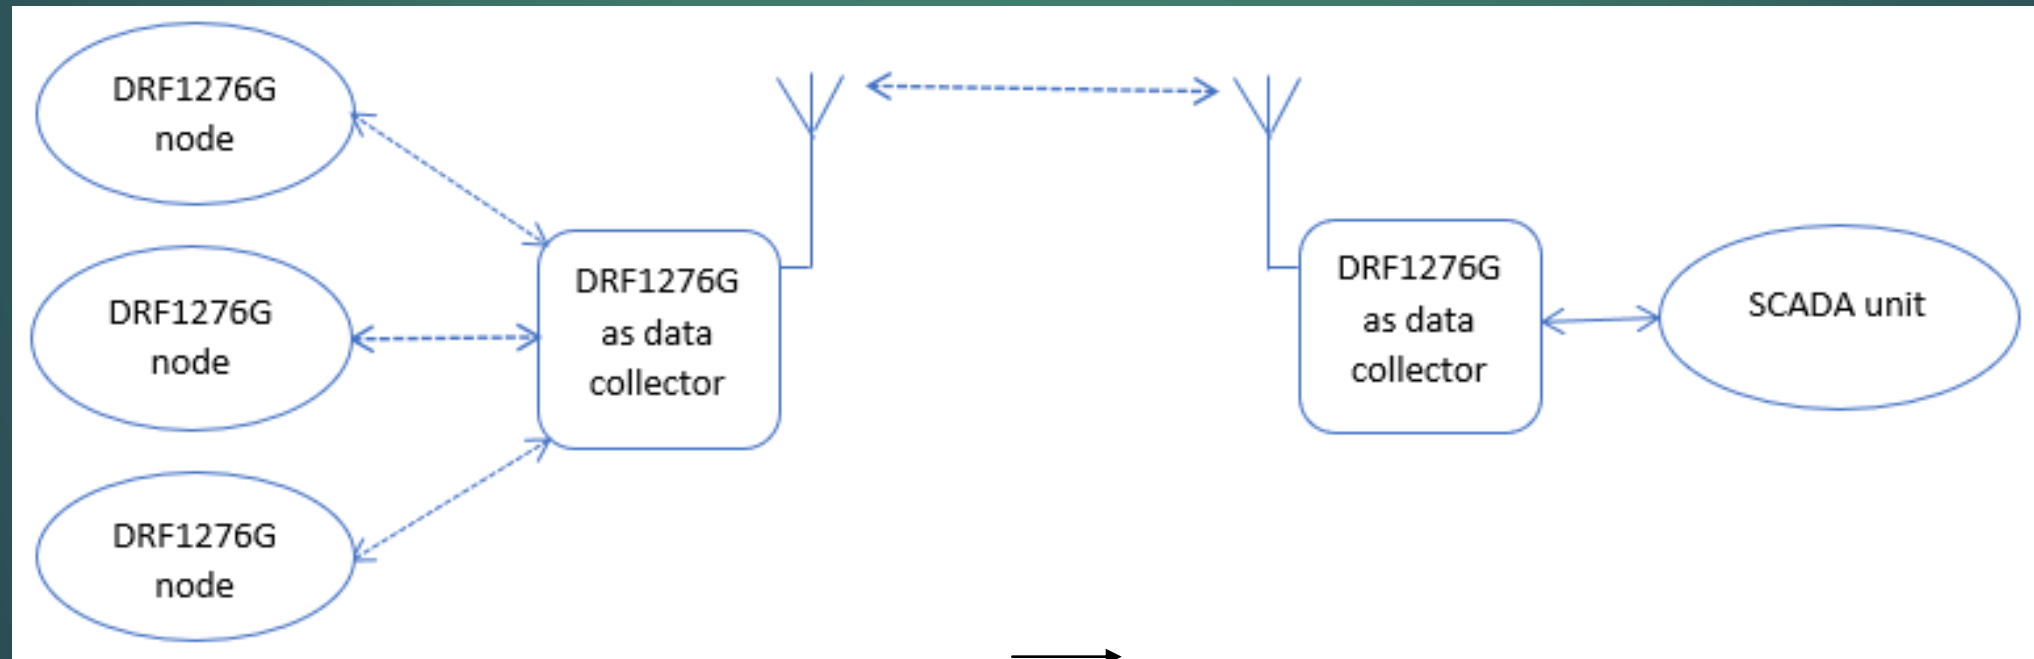 DRF1276G
node
DRF1276G
node
DRF1276G
node
DRF1276G
as data
collector
DRF1276G
as data
collector
SCADA unit